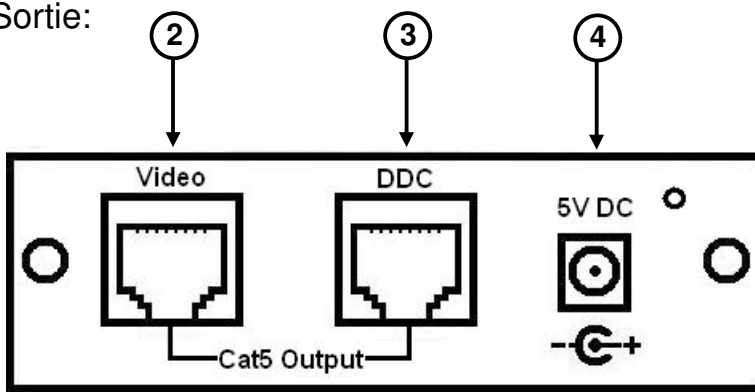 Sortie:
2 3 4
Video DDC
5V DC
Cat5 Output
- +